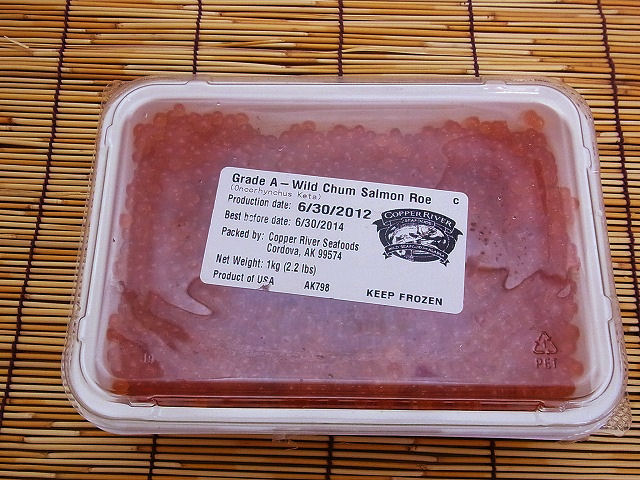 Grade A - Wild Chum Salmon Roe C
(Oncorhynchus Keta)
Production date: 6/30/2012
Best before date: 6/30/2014
Packed by: Copper River Seafoods
Cordova, AK 99574
Net Weight: 1kg (2.2 lbs)
Product of USA AK798
KEEP FROZEN
COPPER RIVER
SEAFOODS
19
PET